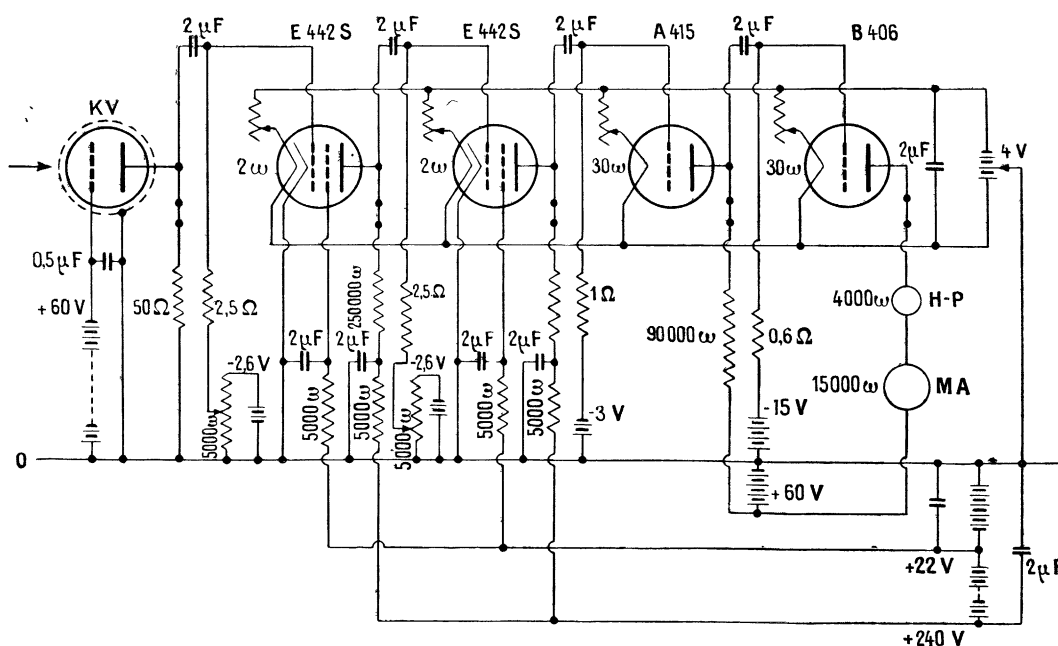 2 µF
E 442 S
2 µF
E 442 S
2 µF
A 415
2 µF
B 406
KV
2 ω
2 ω
30 ω
30 ω
2 µF
4 V
0,5 µF
+ 60 V
50 Ω
2,5 Ω
250000 ω
2,5 Ω
1 Ω
90000 ω
0,6 Ω
4000 ω
H-P
15000 ω
MA
-2,6 V
2 µF
2 µF
-2,6 V
2 µF
2 µF
5000 ω
5000 ω
5000 ω
5000 ω
5000 ω
5000 ω
-3 V
-15 V
0
+ 60 V
+22 V
2 µF
+240 V